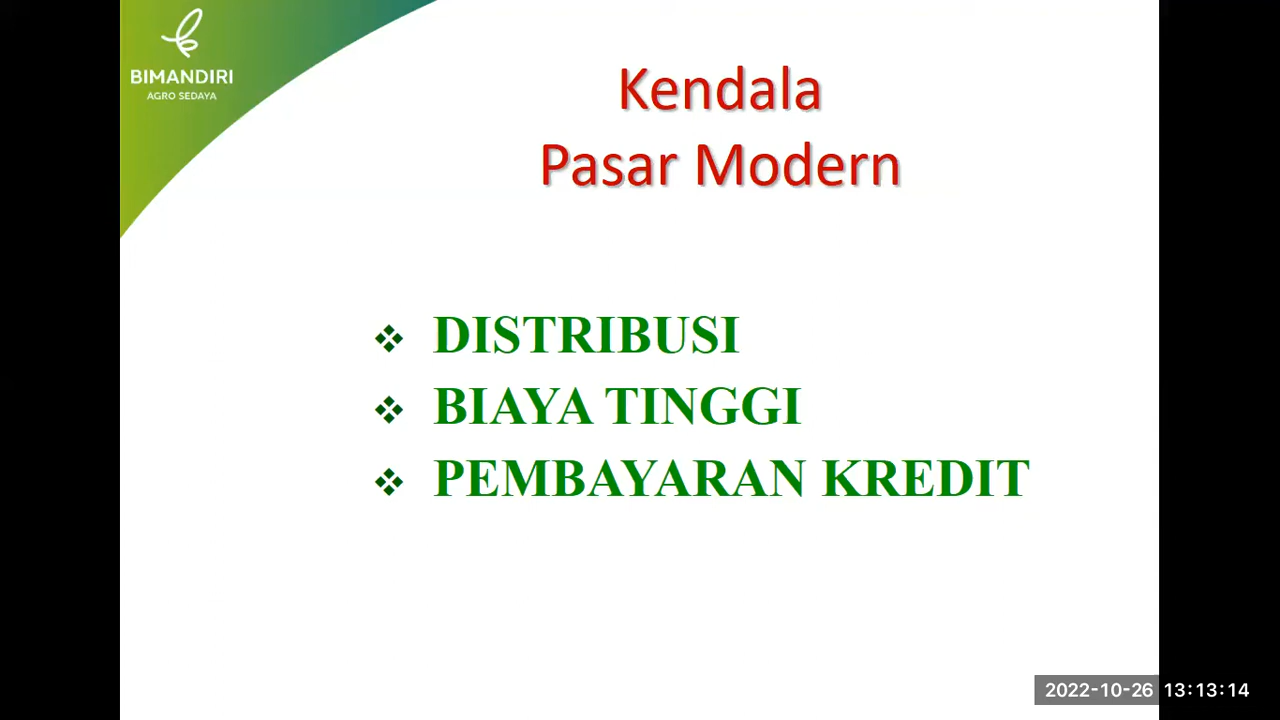 BIMANDIRI
AGRO SEDAYA
Kendala
Pasar Modern
DISTRIBUSI
BIAYA TINGGI
PEMBAYARAN KREDIT
2022-10-26 13:13:14